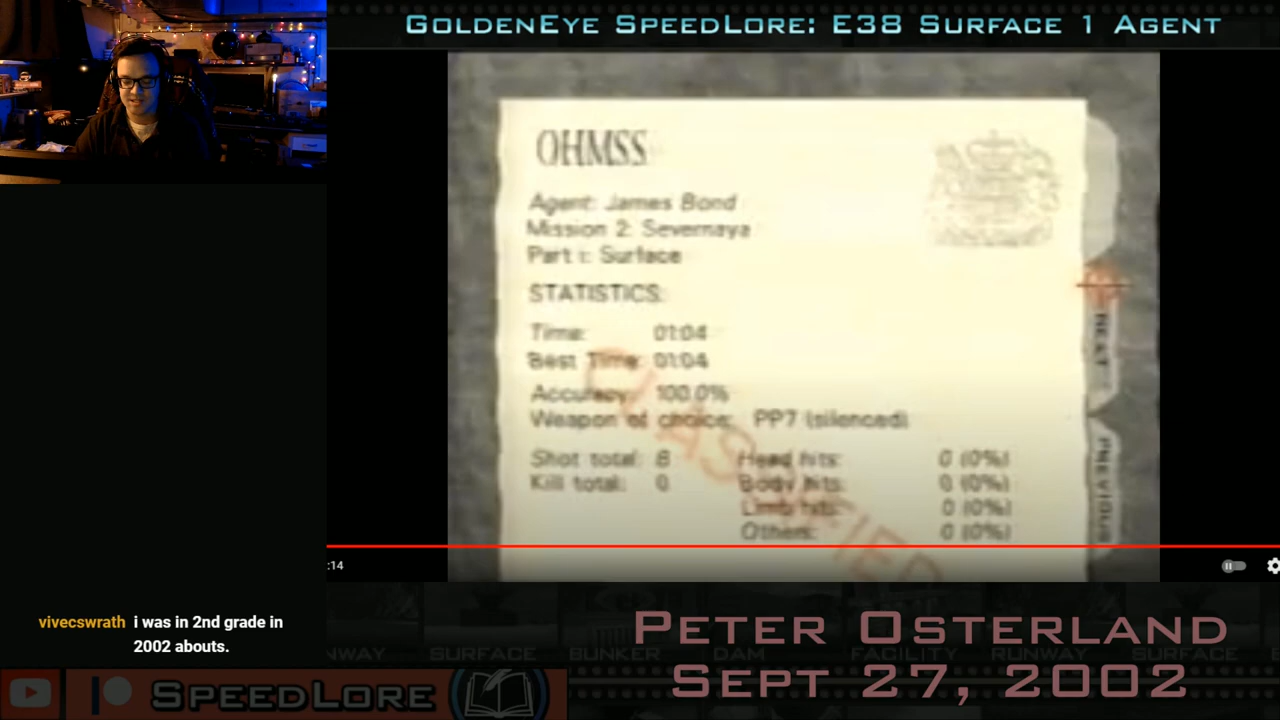 GoldenEye SpeedLore: E38 Surface 1 Agent
OHMSS
Agent: James Bond
Mission 2: Severnaya
Part i: Surface
STATISTICS:
Time: 01:04
Best Time: 01:04
Accuracy: 100.0%
Weapon of choice: PP7 (silenced)
Shot total: 8 Head hits: 0 (0%)
Kill total: 0 Body hits: 0 (0%)
Limb hits: 0 (0%)
Others: 0 (0%)
CLASSIFIED
NEXT
PREVIOUS
:14
vivecswrath i was in 2nd grade in
2002 abouts.
Peter Osterland
Sept 27, 2002
NWAY SURFACE BUNKER DAM FACILITY RUNWAY SURFACE
SpeedLore